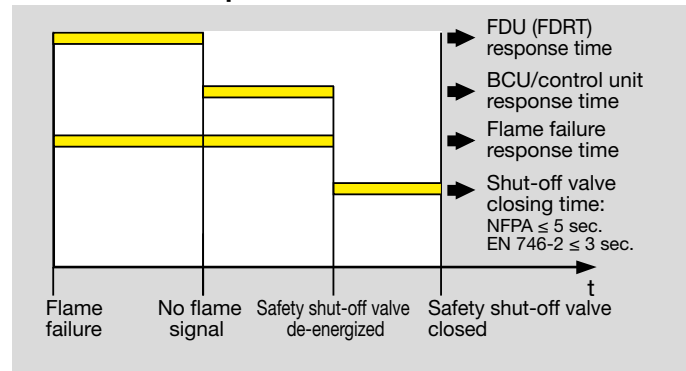 FDU (FDRT)
response time
BCU/control unit
response time
Flame failure
response time
Shut-off valve
closing time:
NFPA ≤ 5 sec.
EN 746-2 ≤ 3 sec.
t
Flame
failure
No flame
signal
Safety shut-off valve
de-energized
Safety shut-off valve
closed